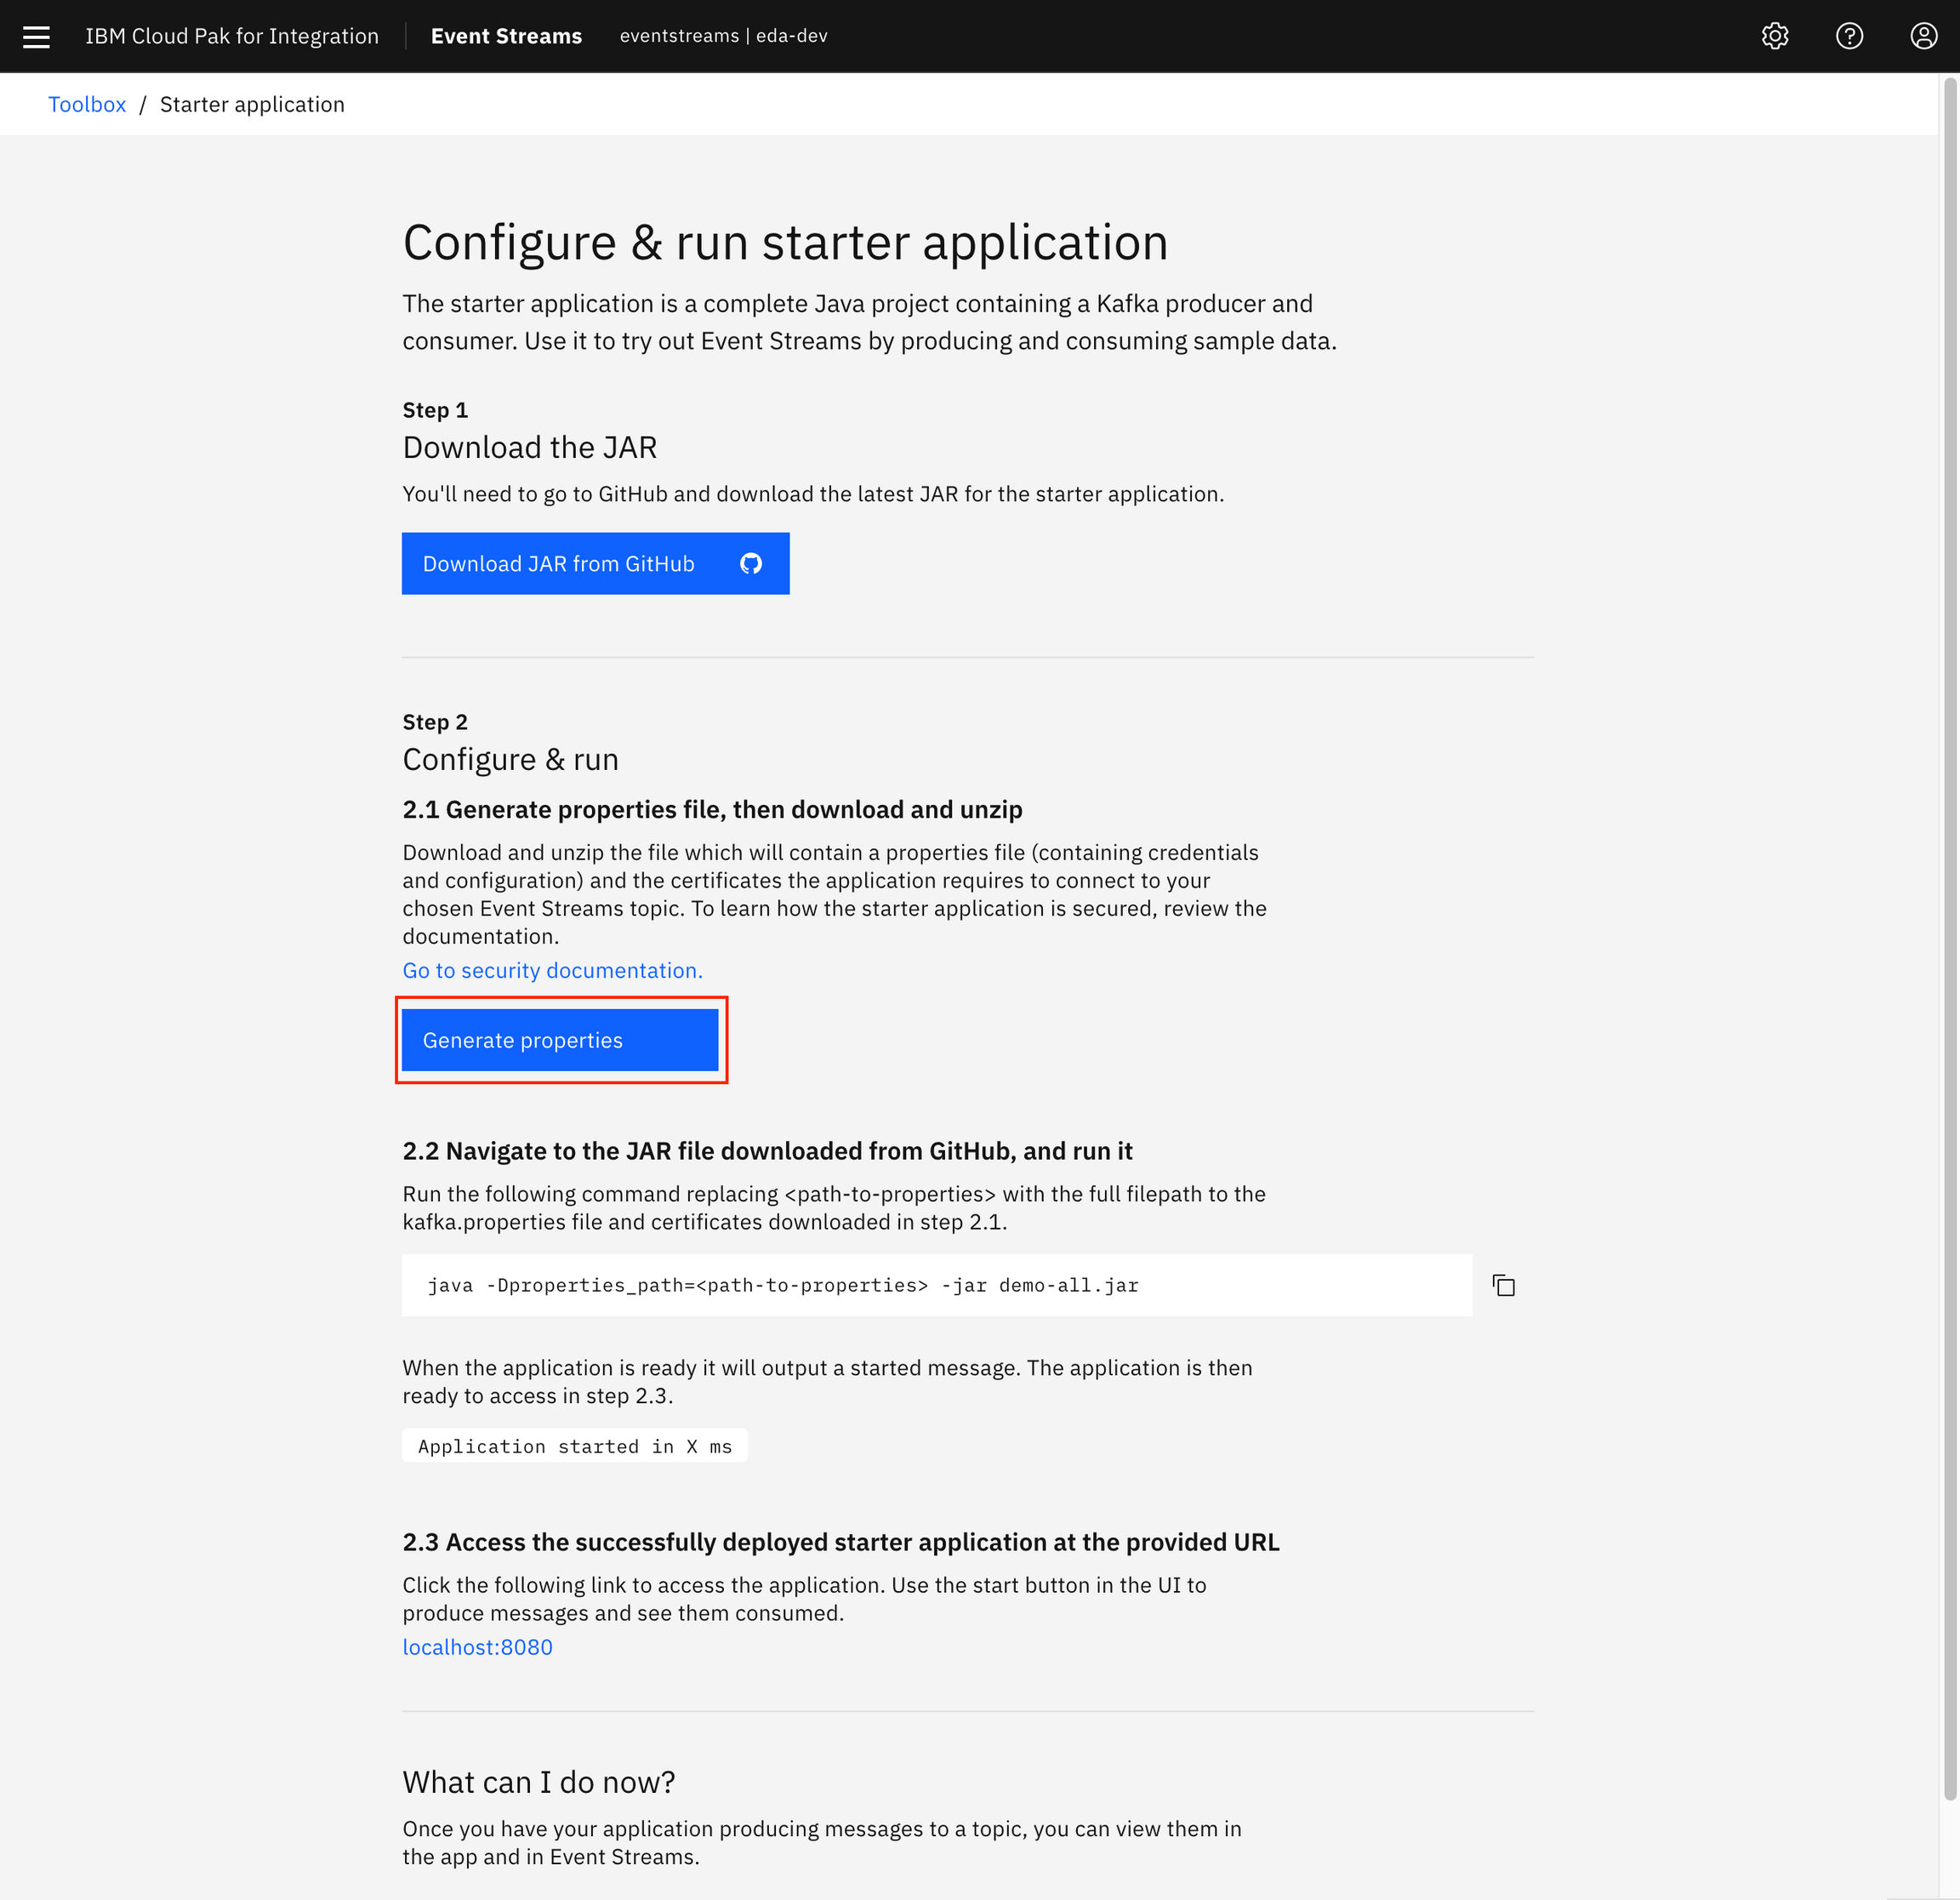 IBM Cloud Pak for Integration
Event Streams
eventstreams | eda-dev
Toolbox / Starter application
Configure & run starter application
The starter application is a complete Java project containing a Kafka producer and
consumer. Use it to try out Event Streams by producing and consuming sample data.
Step 1
Download the JAR
You'll need to go to GitHub and download the latest JAR for the starter application.
Download JAR from GitHub
Step 2
Configure & run
2.1 Generate properties file, then download and unzip
Download and unzip the file which will contain a properties file (containing credentials
and configuration) and the certificates the application requires to connect to your
chosen Event Streams topic. To learn how the starter application is secured, review the
documentation.
Go to security documentation.
Generate properties
2.2 Navigate to the JAR file downloaded from GitHub, and run it
Run the following command replacing <path-to-properties> with the full filepath to the
kafka.properties file and certificates downloaded in step 2.1.
java -Dproperties_path=<path-to-properties> -jar demo-all.jar
When the application is ready it will output a started message. The application is then
ready to access in step 2.3.
Application started in X ms
2.3 Access the successfully deployed starter application at the provided URL
Click the following link to access the application. Use the start button in the UI to
produce messages and see them consumed.
localhost:8080
What can I do now?
Once you have your application producing messages to a topic, you can view them in
the app and in Event Streams.